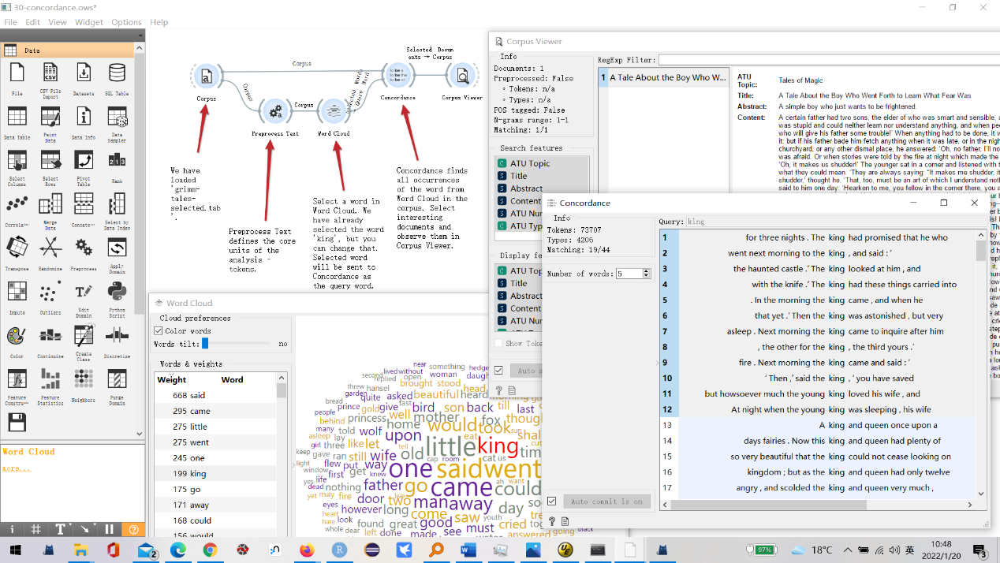 30-concordance.ows*
File Edit View Widget Options Help
Data
File
CSV File
Import
Datasets
SQL Table
Data Table
Paint
Data
Data Info
Data
Sampler
Select
Columns
Select
Rows
Pivot
Table
Rank
Correla...
Merge
Data
Concate...
Select by
Data Index
Transpose
Randomize
Preprocess
Apply
Domain
Impute
Outliers
Edit
Domain
Python
Script
Color
Continuize
Create
Class
Discretize
Feature
Constru...
Feature
Statistics
Neighbors
Purge
Domain
Word Cloud
more...
Corpus
Corpus
Corpus
Preprocess Text
Corpus
Word Cloud
Selected Words
Query Word
Concordance
Selected Docum
ents → Corpus
Corpus Viewer
We have
loaded
'grimm-
tales-
selected.tab
'.
Preprocess Text
defines the core
units of the
analysis -
tokens.
Select a word in
Word Cloud. We
have already
selected the word
'king', but you
can change that.
Selected word
will be sent to
Concordance as
the query word.
Concordance finds
all occurrences
of the word from
Word Cloud in the
corpus. Select
interesting
documents and
observe them in
Corpus Viewer.
Corpus Viewer
Info
Documents: 1
Preprocessed: False
Tokens: n/a
Types: n/a
POS tagged: False
N-grams range: 1-1
Matching: 1/1
Search features
C ATU Topic
S Title
S Abstract
S Content
S ATU Nu
C ATU Typ
Display fe
C ATU Top
S Title
S Abstract
S Content
S ATU Nu
Show Toke
Auto s
RegExp Filter:
1 A Tale About the Boy Who W...
ATU
Topic: Tales of Magic
Title: A Tale About the Boy Who Went Forth to Learn What Fear Was
Abstract: A simple boy who just wants to be frightened.
Content: A certain father had two sons, the elder of who was smart and sensible, a
was stupid and could neither learn nor understand anything, and when peo
who will give his father some trouble!' When anything had to be done, it w
it; but if his father bade him fetch anything when it was late, or in the night
churchyard, or any other dismal place, he answered: 'Oh, no father, I'll no
was afraid. Or when stories were told by the fire at night which made the
'Oh, it makes us shudder!' The younger sat in a corner and listened with t
what they could mean. 'They are always saying: "It makes me shudder, it
shudder,' thought he. 'That, too, must be an art of which I understand noth
said to him one day: 'Hearken to me, you fellow in the corner there, you a
Concordance
Info
Tokens: 73707
Types: 4206
Matching: 19/44
Number of words: 5
Auto commit is on
Query: king
1 for three nights . The king had promised that he who
2 went next morning to the king , and said : ‘
3 the haunted castle .’ The king looked at him , and
4 with the knife .’ The king had these things carried into
5 . In the morning the king came , and when he
6 that yet .’ Then the king was astonished , but very
7 asleep . Next morning the king came to inquire after him
8 , the other for the king , the third yours .’
9 fire . Next morning the king came and said : ‘
10 ‘ Then ,’ said the king , ‘ you have saved
11 but howsoever much the young king loved his wife , and
12 At night when the young king was sleeping , his wife
13 A king and queen once upon a
14 days fairies . Now this king and queen had plenty of
15 so very beautiful that the king could not cease looking on
16 kingdom ; but as the king and queen had only twelve
17 angry , and scolded the king and queen very much ,
Word Cloud
Cloud preferences
Color words
Words tilt: no
Words & weights
Weight Word
668 said
295 came
275 little
275 went
245 one
199 king
175 go
171 away
168 could
156 would
near something hedge
second lived without woman daugh
replied open
threw hansel brought stood head
garden quite asked beautiful heard
bread prince gold give fast bird son back till last
people princess well mother
behind home fox though
many told wolf upon would took sun shal
asleep lay eat
girl three like let little king cut
keep gave ran still wife old cap room cat us tim
light flew put way one said went
window first get knew
yes life father go came could
dead nothing ah want
yet may fire door two man away day so
eyes however long come saw youth
heart look good cried to
hare found great must
whole dear left done made see answered going
97%
18°C
英
10:48
2022/1/20
2
3